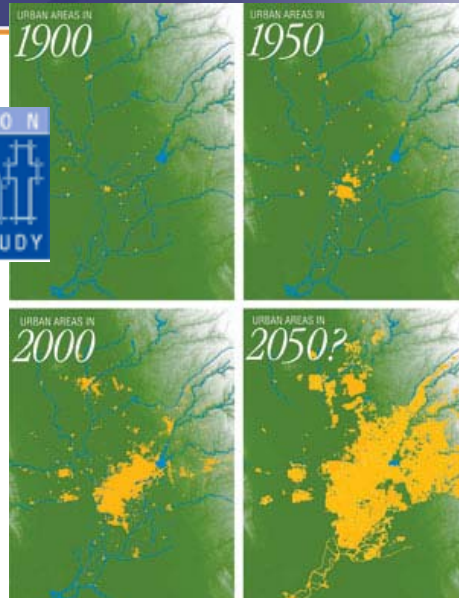 URBAN AREAS IN
1900
URBAN AREAS IN
1950
O N
UDY
URBAN AREAS IN
2000
URBAN AREAS IN
2050?